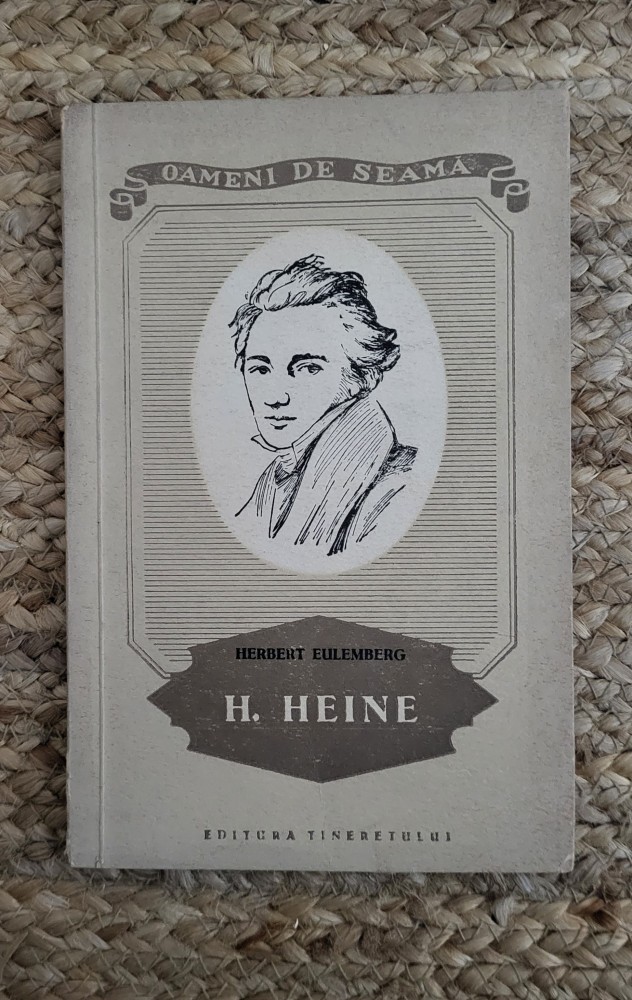 OAMENI DE SEAMĂ
HERBERT EULEMBERG
H. HEINE
EDITURA TINERETULUI